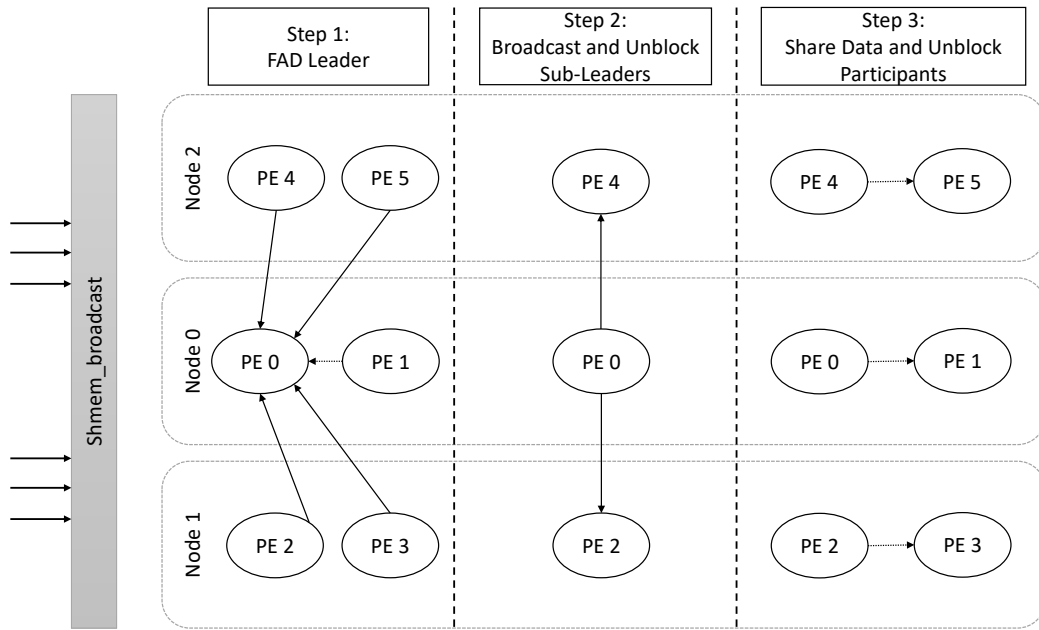 Step 1:
FAD Leader
Step 2:
Broadcast and Unblock
Sub-Leaders
Step 3:
Share Data and Unblock
Participants
Shmem_broadcast
Node 2
PE 4
PE 5
PE 4
PE 4
PE 5
Node 0
PE 0
PE 1
PE 0
PE 0
PE 1
Node 1
PE 2
PE 3
PE 2
PE 2
PE 3